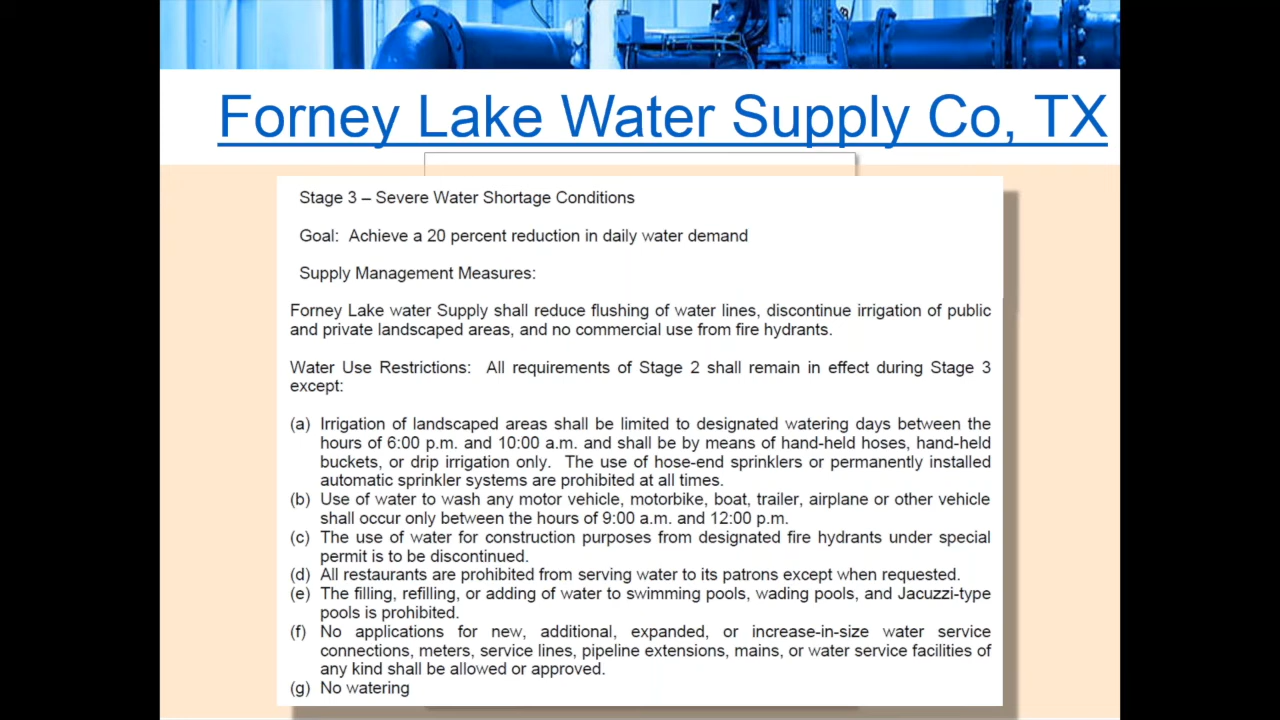 Forney Lake Water Supply Co, TX
Stage 3 – Severe Water Shortage Conditions
Goal: Achieve a 20 percent reduction in daily water demand
Supply Management Measures:
Forney Lake water Supply shall reduce flushing of water lines, discontinue irrigation of public
and private landscaped areas, and no commercial use from fire hydrants.
Water Use Restrictions: All requirements of Stage 2 shall remain in effect during Stage 3
except:
(a) Irrigation of landscaped areas shall be limited to designated watering days between the
hours of 6:00 p.m. and 10:00 a.m. and shall be by means of hand-held hoses, hand-held
buckets, or drip irrigation only. The use of hose-end sprinklers or permanently installed
automatic sprinkler systems are prohibited at all times.
(b) Use of water to wash any motor vehicle, motorbike, boat, trailer, airplane or other vehicle
shall occur only between the hours of 9:00 a.m. and 12:00 p.m.
(c) The use of water for construction purposes from designated fire hydrants under special
permit is to be discontinued.
(d) All restaurants are prohibited from serving water to its patrons except when requested.
(e) The filling, refilling, or adding of water to swimming pools, wading pools, and Jacuzzi-type
pools is prohibited.
(f) No applications for new, additional, expanded, or increase-in-size water service
connections, meters, service lines, pipeline extensions, mains, or water service facilities of
any kind shall be allowed or approved.
(g) No watering